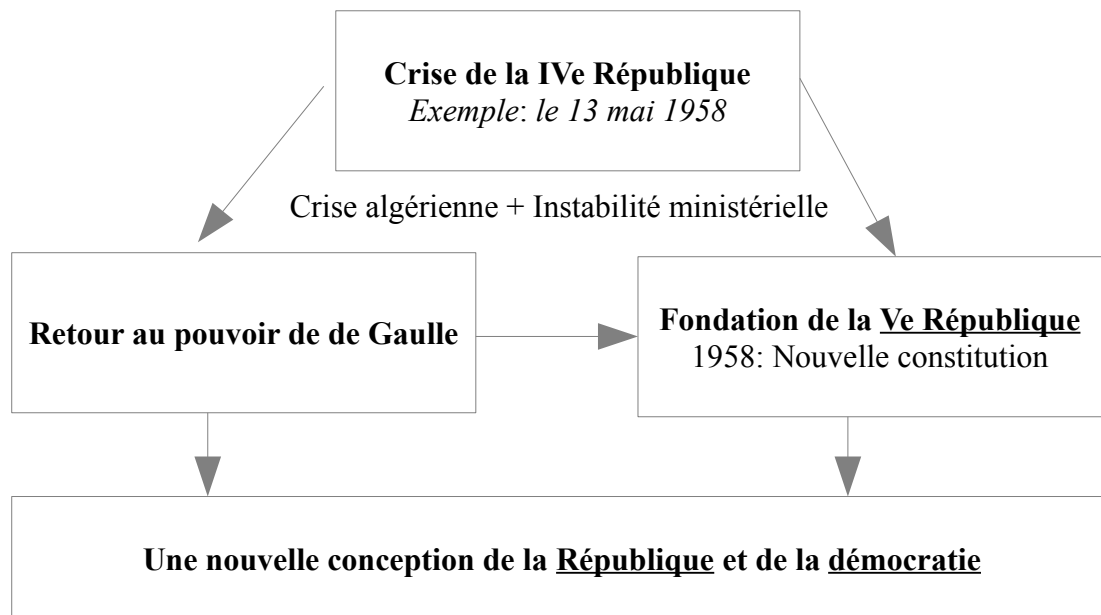 Crise de la IVe République
Exemple: le 13 mai 1958
Crise algérienne + Instabilité ministérielle
Retour au pouvoir de de Gaulle
Fondation de la Ve République
1958: Nouvelle constitution
Une nouvelle conception de la République et de la démocratie